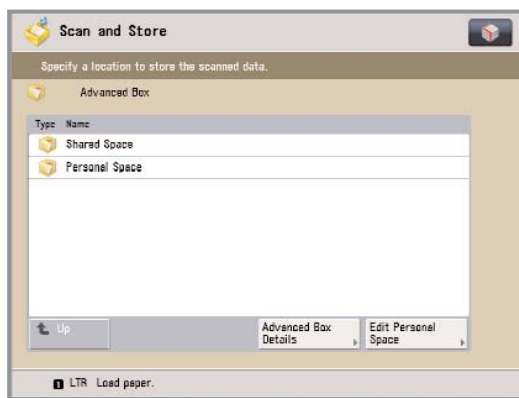 Scan and Store
Specify a location to store the scanned data.
Advanced Box
Type Name
Shared Space
Personal Space
Up
Advanced Box Edit Personal
Details Space
1 LTR Load paper.